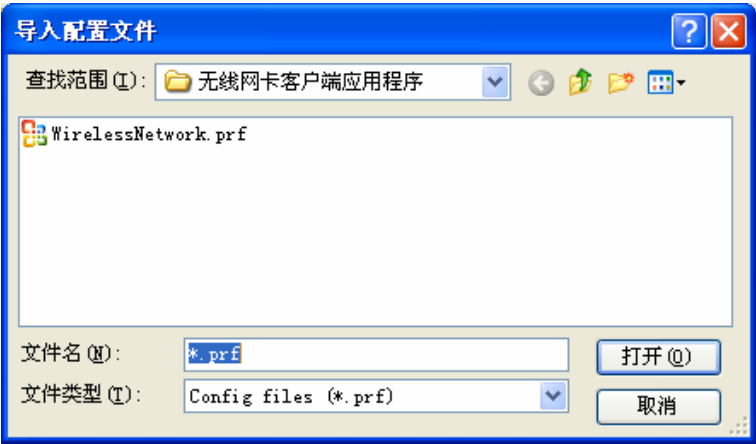 导入配置文件
查找范围(I): 无线网卡客户端应用程序
WirelessNetwork.prf
文件名(N): *.prf 打开(O)
文件类型(T): Config files (*.prf) 取消